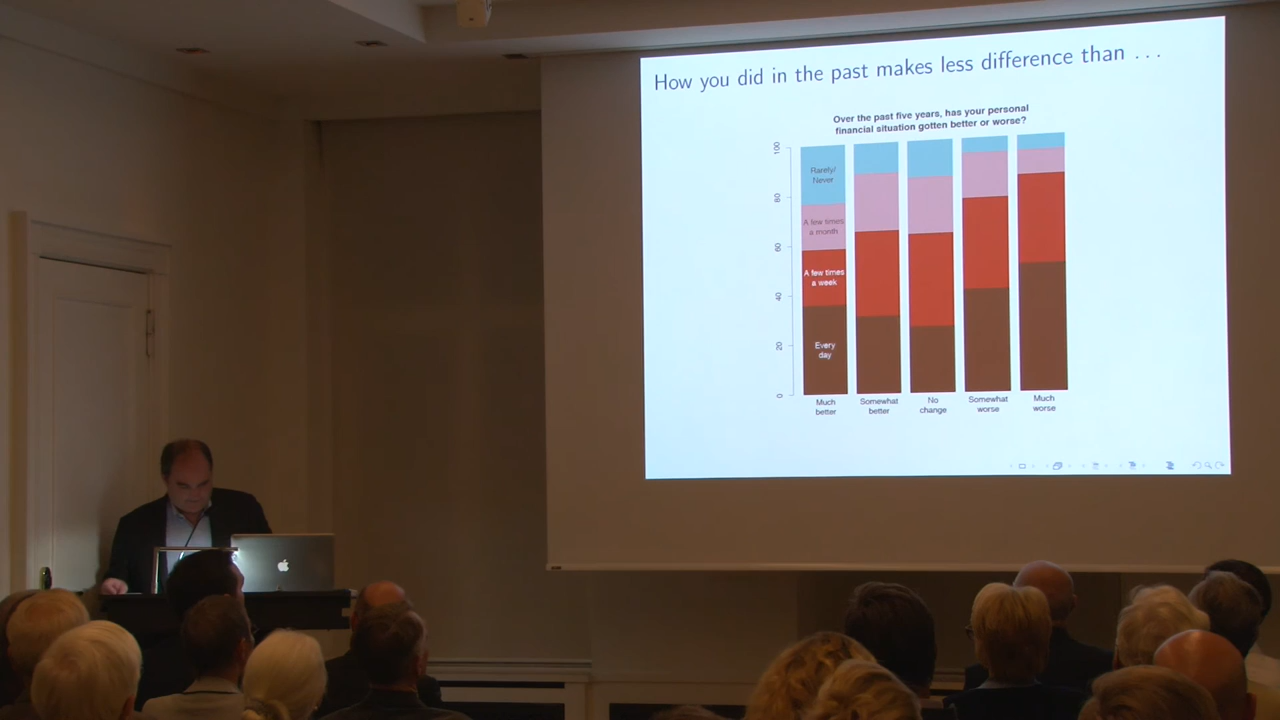 How you did in the past makes less difference than . . .
Over the past five years, has your personal
financial situation gotten better or worse?
100
80
60
40
20
0
Rarely/
Never
A few times
a month
A few times
a week
Every
day
Much
better
Somewhat
better
No
change
Somewhat
worse
Much
worse